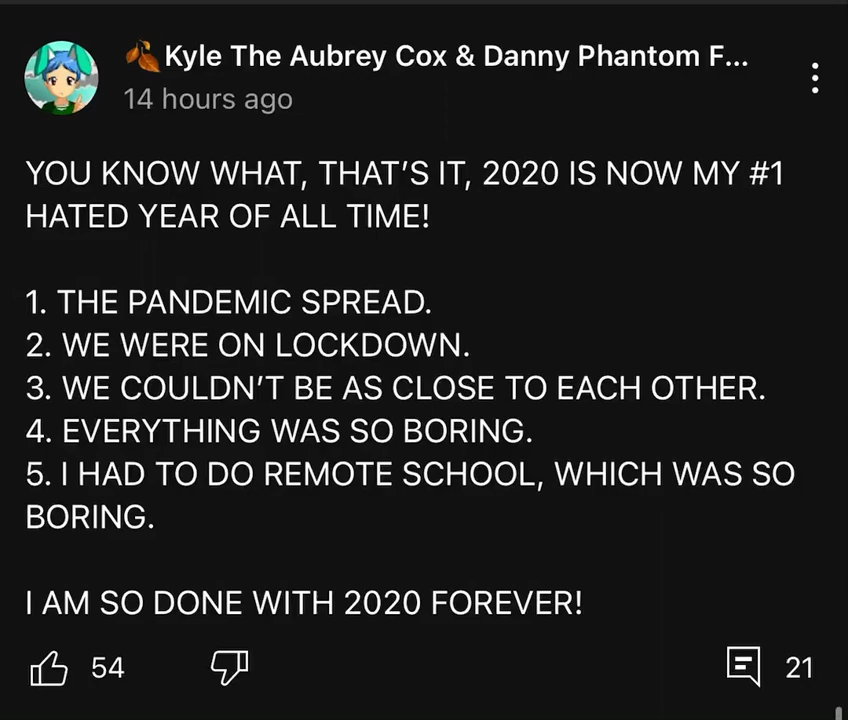 🍂Kyle The Aubrey Cox & Danny Phantom F...
14 hours ago
YOU KNOW WHAT, THAT'S IT, 2020 IS NOW MY #1
HATED YEAR OF ALL TIME!
1. THE PANDEMIC SPREAD.
2. WE WERE ON LOCKDOWN.
3. WE COULDN'T BE AS CLOSE TO EACH OTHER.
4. EVERYTHING WAS SO BORING.
5. I HAD TO DO REMOTE SCHOOL, WHICH WAS SO
BORING.
I AM SO DONE WITH 2020 FOREVER!
54 21